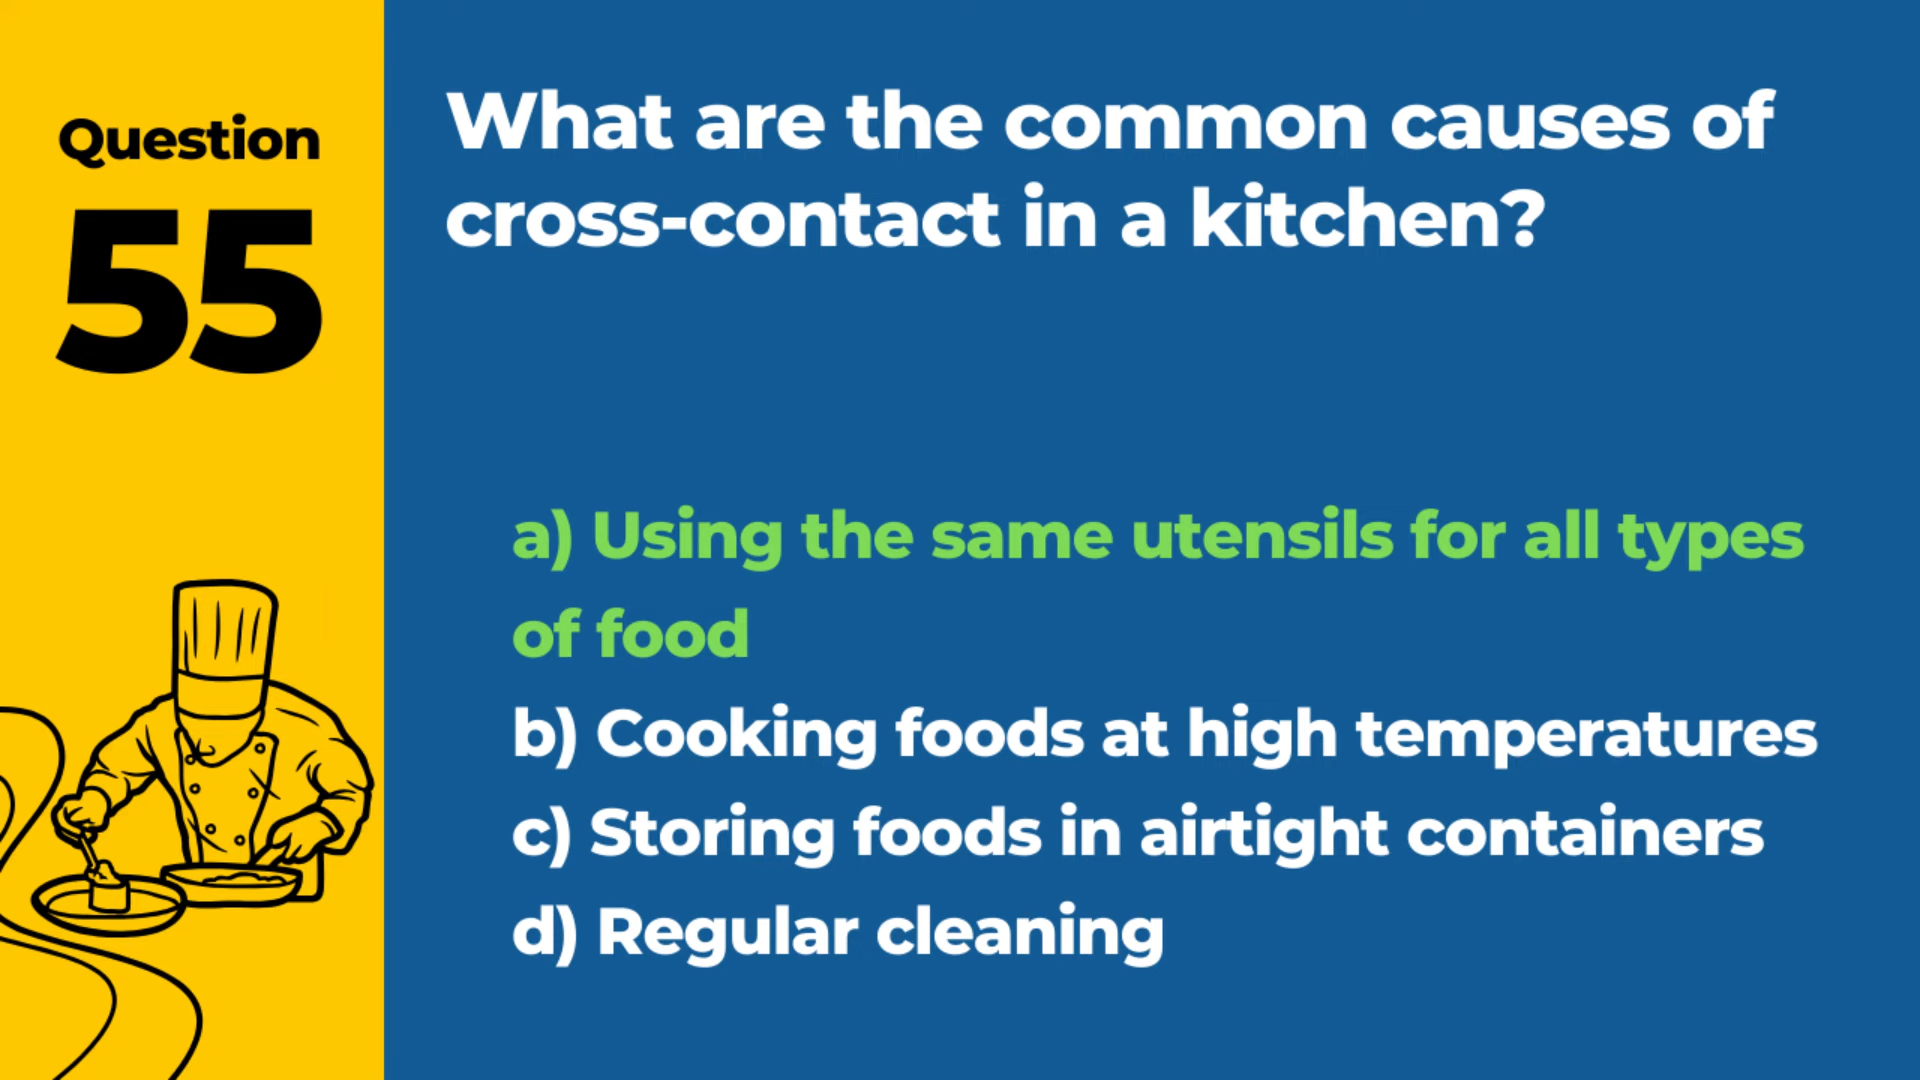 Question
55
What are the common causes of
cross-contact in a kitchen?
a) Using the same utensils for all types
of food
b) Cooking foods at high temperatures
c) Storing foods in airtight containers
d) Regular cleaning